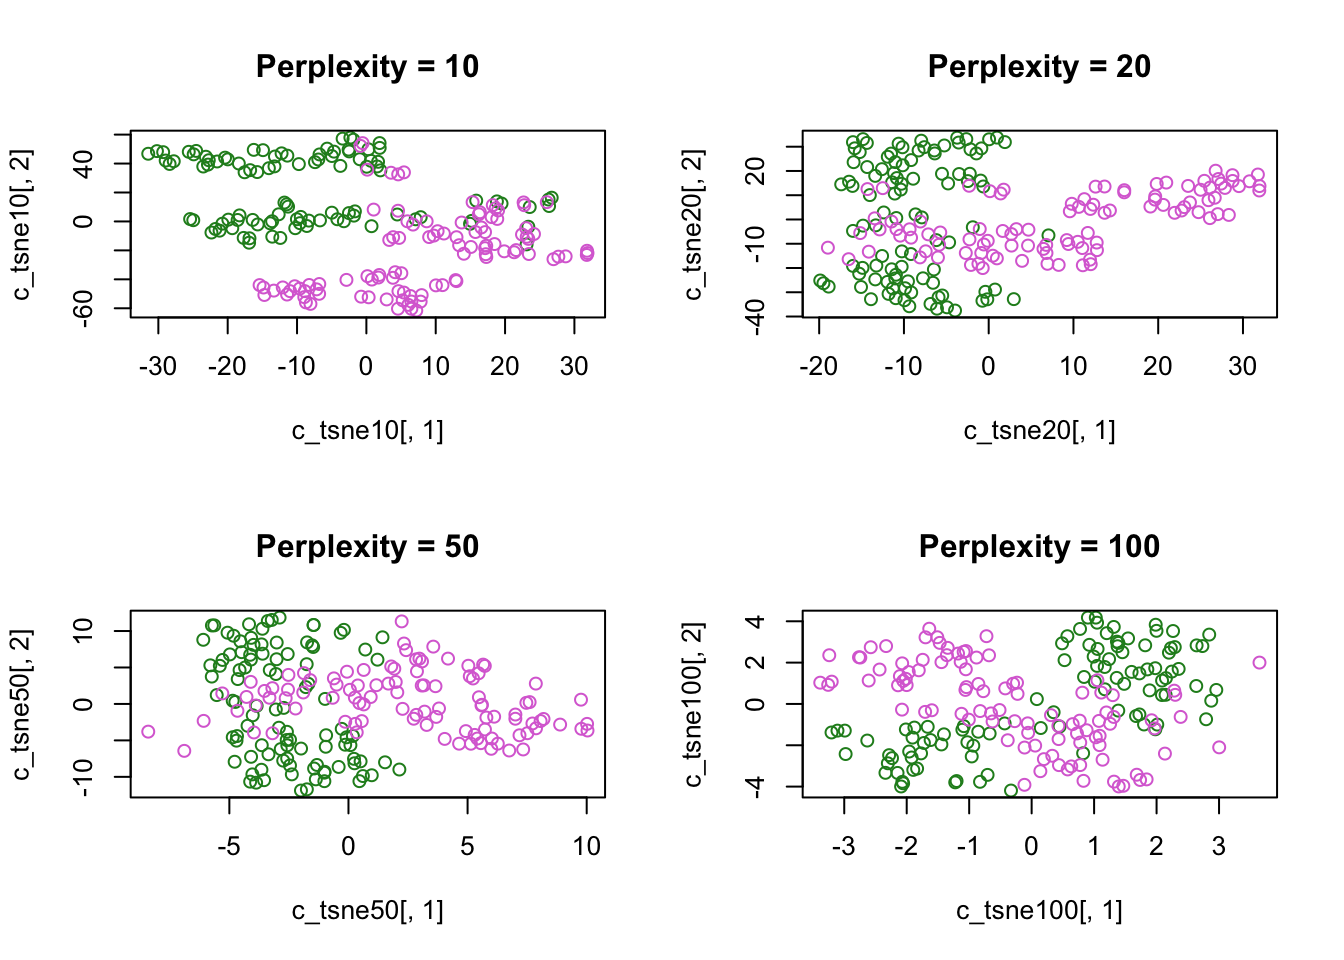 Perplexity = 10
c_tsne10[, 2]
40
0
-60
-30 -20 -10 0 10 20 30
c_tsne10[, 1]
Perplexity = 20
c_tsne20[, 2]
20
-10
-40
-20 -10 0 10 20 30
c_tsne20[, 1]
Perplexity = 50
c_tsne50[, 2]
10
0
-10
-5 0 5 10
c_tsne50[, 1]
Perplexity = 100
c_tsne100[, 2]
4
2
0
-4
-3 -2 -1 0 1 2 3
c_tsne100[, 1]